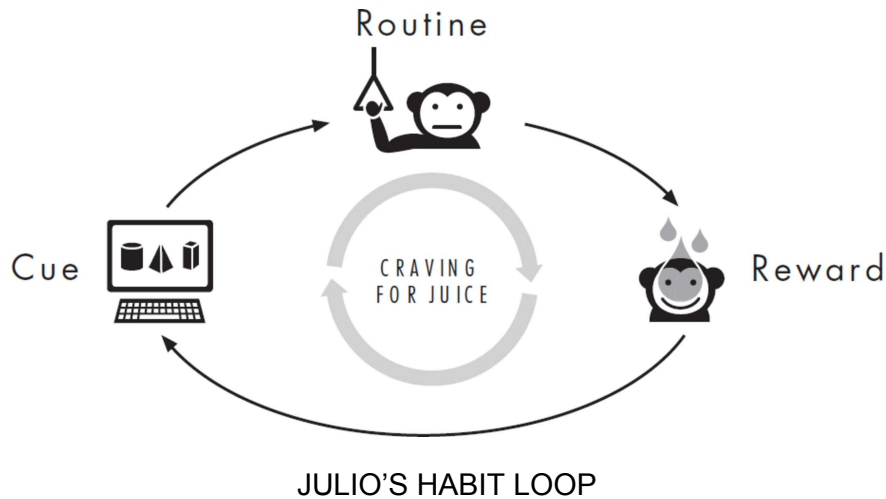 Routine
Cue
CRAVING
FOR JUICE
Reward
JULIO’S HABIT LOOP